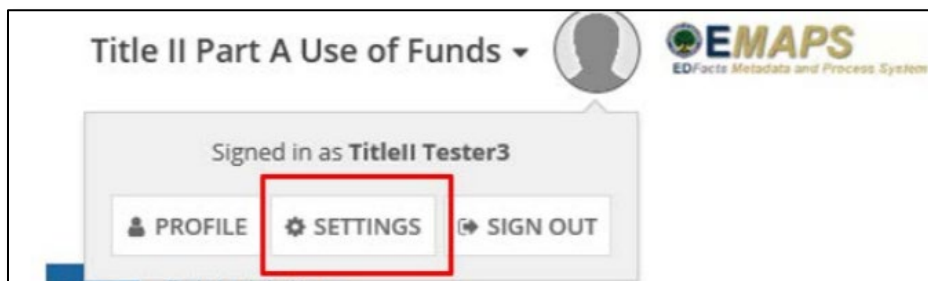 Title II Part A Use of Funds
EMAPS
EDFacts Metadata and Process System
Signed in as TitleII Tester3
PROFILE
SETTINGS
SIGN OUT